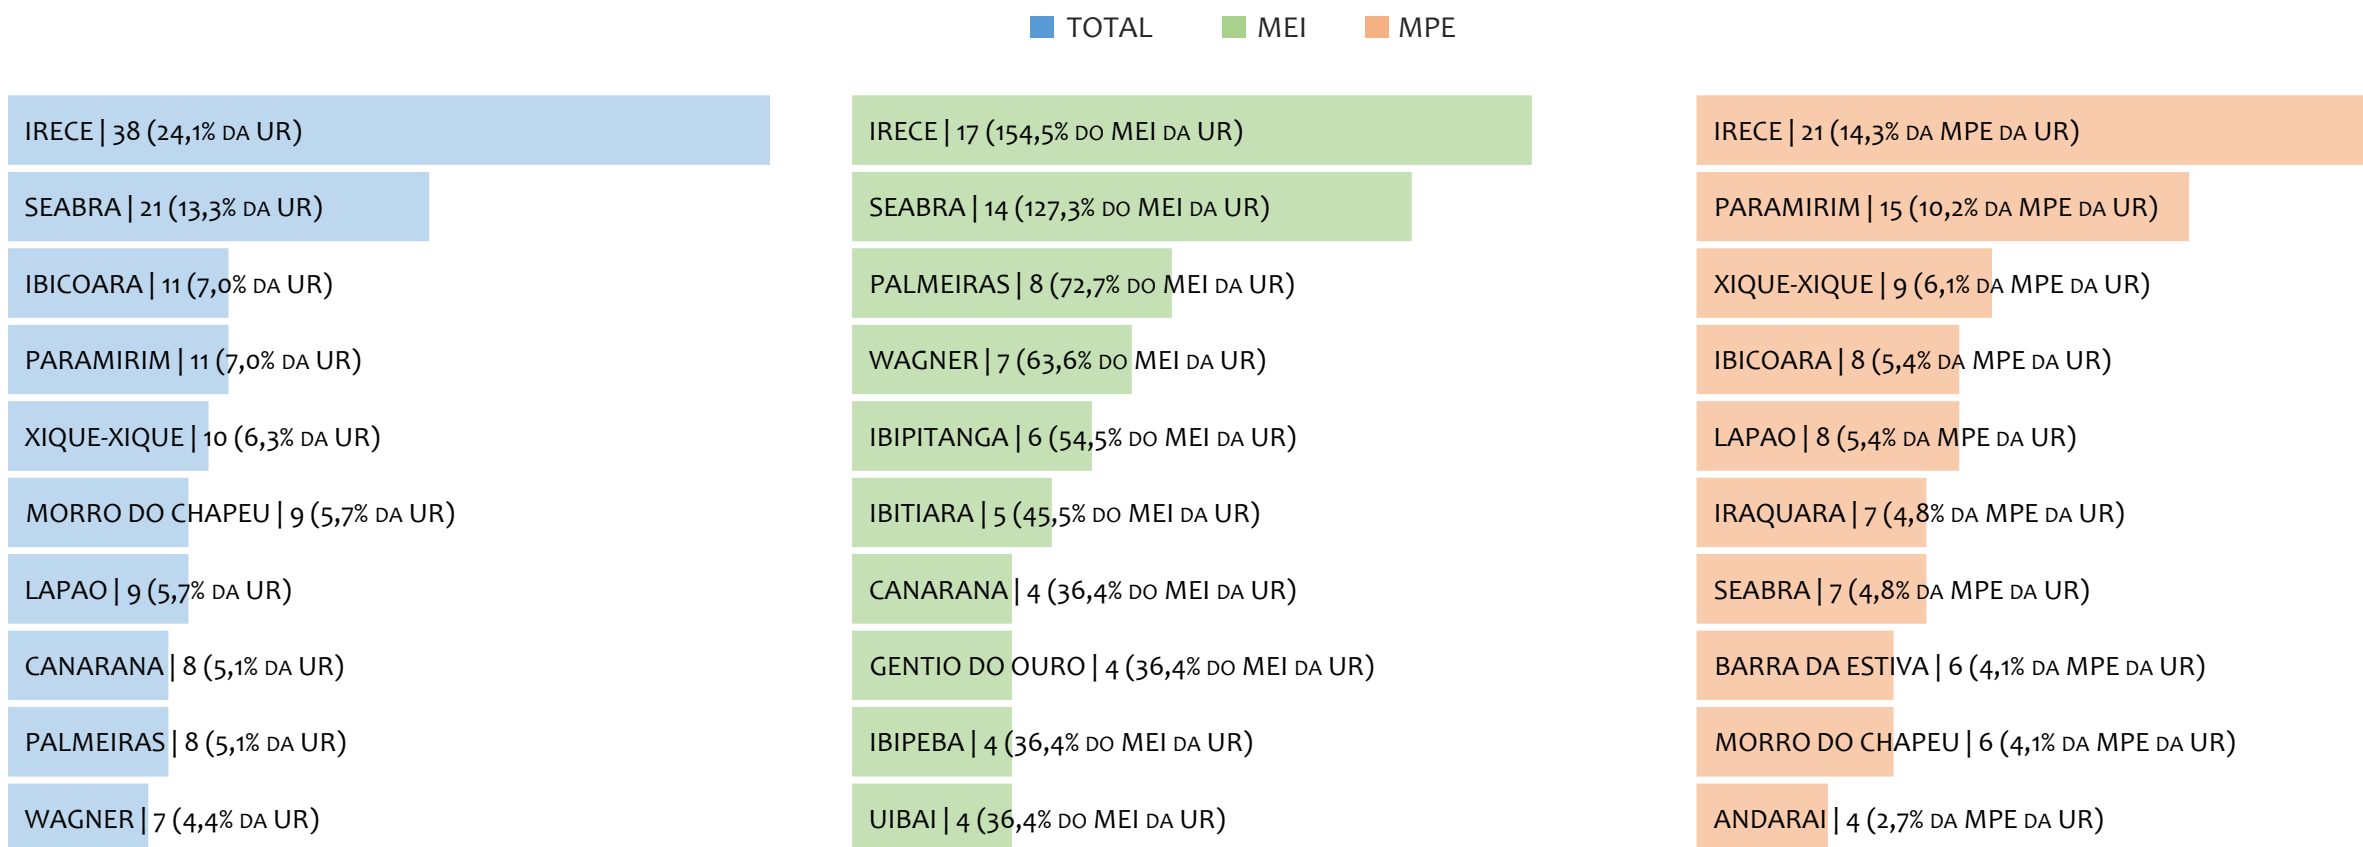 TOTAL MEI MPE
IRECE | 38 (24,1% DA UR)
SEABRA | 21 (13,3% DA UR)
IBICOARA | 11 (7,0% DA UR)
PARAMIRIM | 11 (7,0% DA UR)
XIQUE-XIQUE | 10 (6,3% DA UR)
MORRO DO CHAPEU | 9 (5,7% DA UR)
LAPAO | 9 (5,7% DA UR)
CANARANA | 8 (5,1% DA UR)
PALMEIRAS | 8 (5,1% DA UR)
WAGNER | 7 (4,4% DA UR)
IRECE | 17 (154,5% DO MEI DA UR)
SEABRA | 14 (127,3% DO MEI DA UR)
PALMEIRAS | 8 (72,7% DO MEI DA UR)
WAGNER | 7 (63,6% DO MEI DA UR)
IBIPITANGA | 6 (54,5% DO MEI DA UR)
IBITIARA | 5 (45,5% DO MEI DA UR)
CANARANA | 4 (36,4% DO MEI DA UR)
GENTIO DO OURO | 4 (36,4% DO MEI DA UR)
IBIPEBA | 4 (36,4% DO MEI DA UR)
UIBAI | 4 (36,4% DO MEI DA UR)
IRECE | 21 (14,3% DA MPE DA UR)
PARAMIRIM | 15 (10,2% DA MPE DA UR)
XIQUE-XIQUE | 9 (6,1% DA MPE DA UR)
IBICOARA | 8 (5,4% DA MPE DA UR)
LAPAO | 8 (5,4% DA MPE DA UR)
IRAQUARA | 7 (4,8% DA MPE DA UR)
SEABRA | 7 (4,8% DA MPE DA UR)
BARRA DA ESTIVA | 6 (4,1% DA MPE DA UR)
MORRO DO CHAPEU | 6 (4,1% DA MPE DA UR)
ANDARAI | 4 (2,7% DA MPE DA UR)